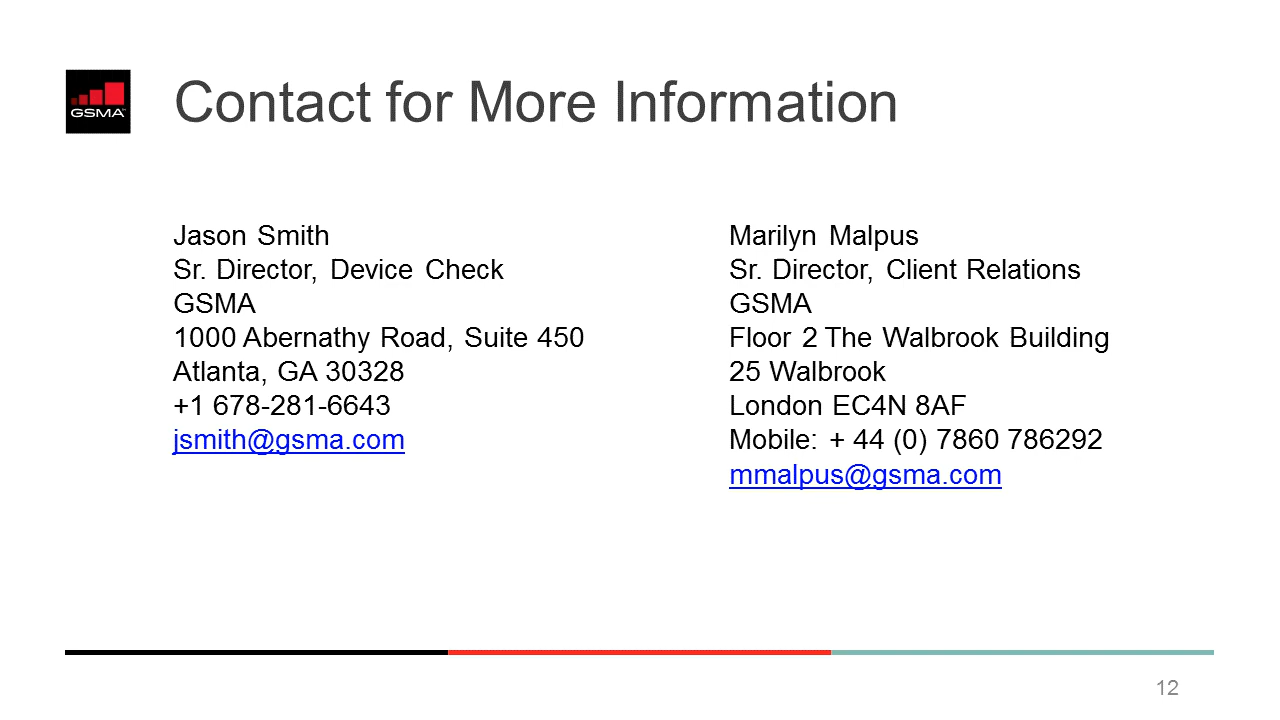 GSMA
Contact for More Information
Jason Smith
Sr. Director, Device Check
GSMA
1000 Abernathy Road, Suite 450
Atlanta, GA 30328
+1 678-281-6643
jsmith@gsma.com
Marilyn Malpus
Sr. Director, Client Relations
GSMA
Floor 2 The Walbrook Building
25 Walbrook
London EC4N 8AF
Mobile: + 44 (0) 7860 786292
mmalpus@gsma.com
12